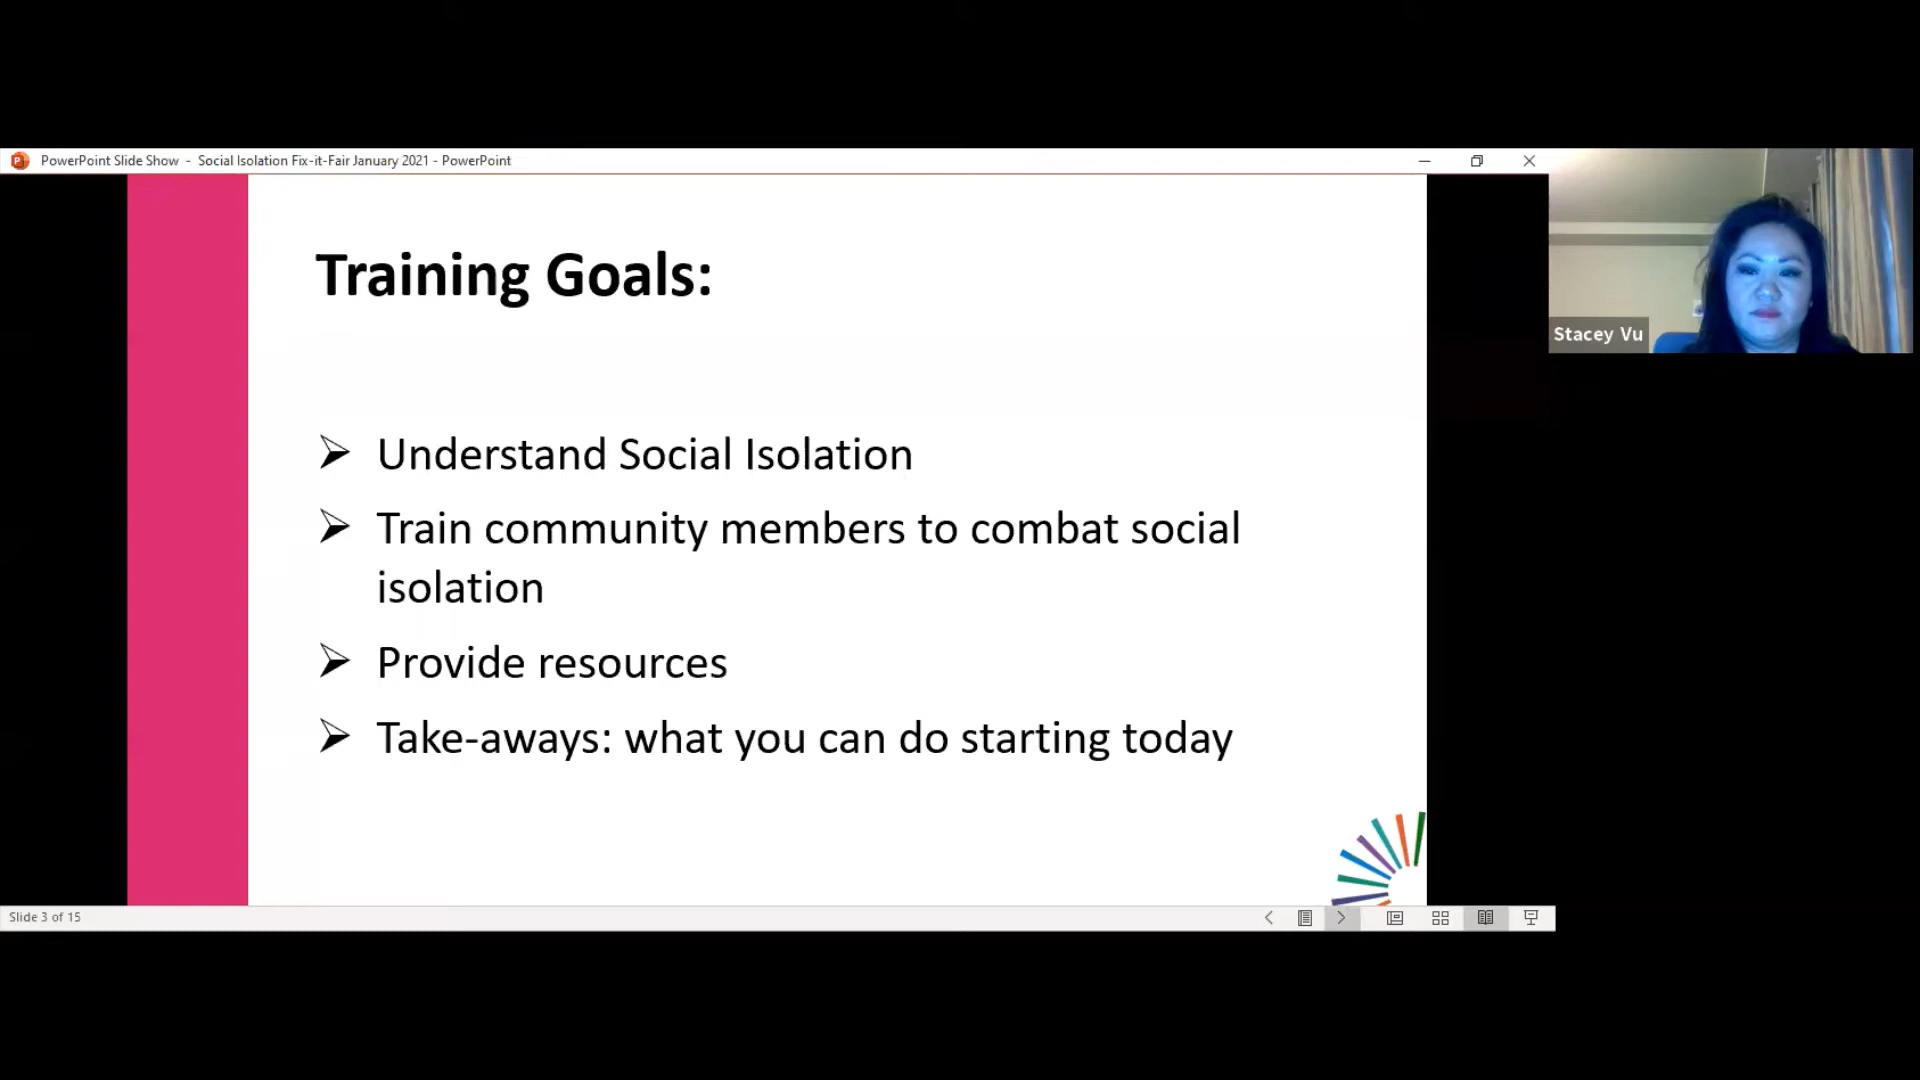 PowerPoint Slide Show - Social Isolation Fix-it-Fair January 2021 - PowerPoint
Training Goals:
Understand Social Isolation
Train community members to combat social
isolation
Provide resources
Take-aways: what you can do starting today
Stacey Vu
Slide 3 of 15